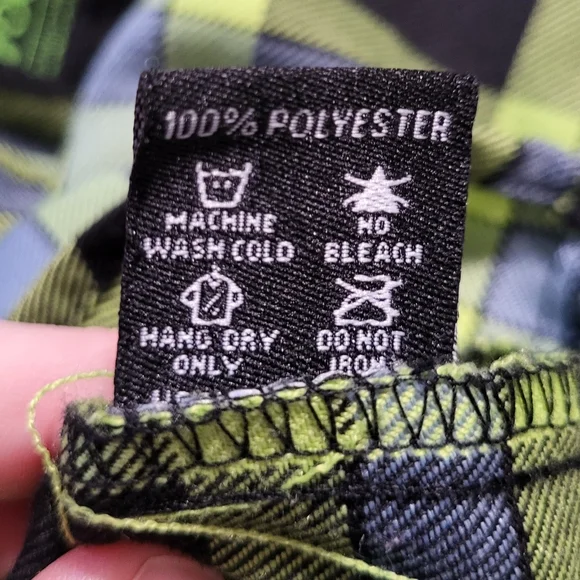 100% POLYESTER
MACHINE
WASH COLD
NO
BLEACH
HANG DRY
ONLY
DO NOT
IRON